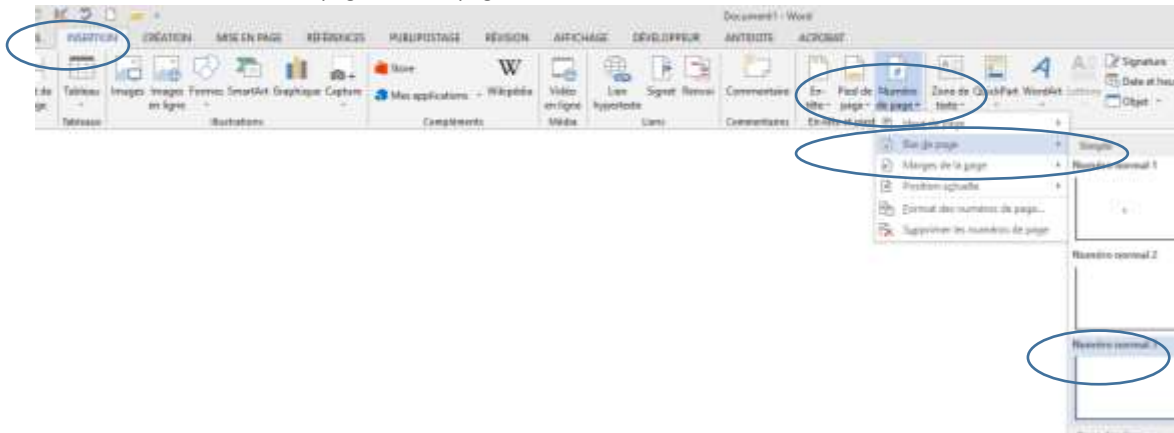 Document1 - Word
INSERTION CRÉATION MISE EN PAGE RÉFÉRENCES PUBLIPOSTAGE RÉVISION AFFICHAGE DÉVELOPPEUR ANTIDOTE ACROBAT
Store
Signature
Date et heu
Objet
Tableau Images Images en ligne Formes SmartArt Graphique Capture
Mes applications Wikipédia
Vidéo en ligne
Lien hypertexte Signet Renvoi
Commentaire
En-tête Pied de page Numéro de page Zone de texte QuickPart WordArt
Tableaux Illustrations Compléments Média Liens Commentaires
Bas de page
Simple
Marges de la page
Numéro normal 1
Position actuelle
Format des numéros de page...
Supprimer les numéros de page
Numéro normal 2
Numéro normal 3